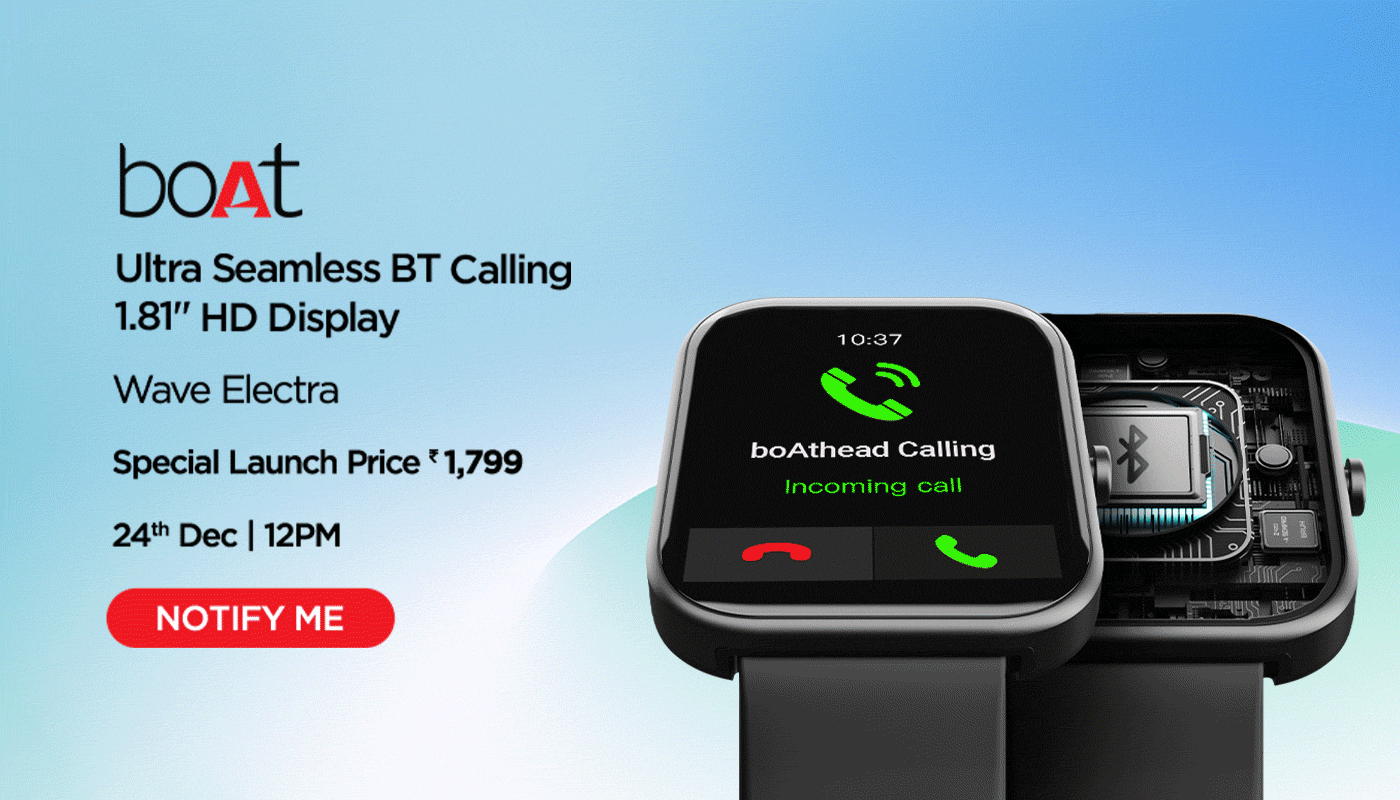 boAt
Ultra Seamless BT Calling
1.81" HD Display
Wave Electra
Special Launch Price ₹1,799
24th Dec | 12PM
NOTIFY ME
10:37
boAthead Calling
Incoming call